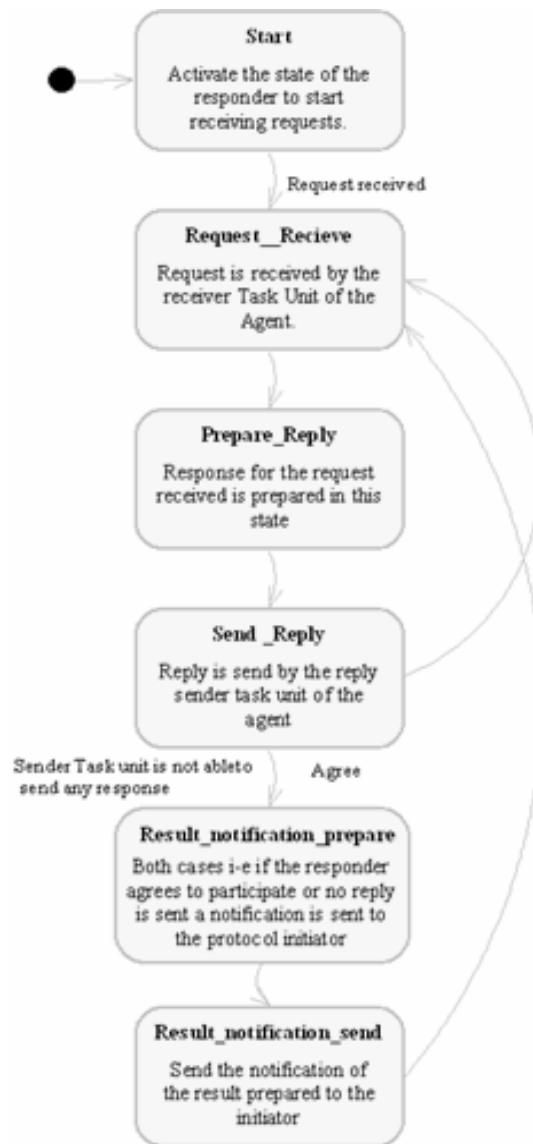 Start
Activate the state of the
responder to start
receiving requests.
Request received
Request__Recieve
Request is received by the
receiver Task Unit of the
Agent.
Prepare_Reply
Response for the request
received is prepared in this
state
Send _Reply
Reply is send by the reply
sender task unit of the
agent
Sender Task unit is not ableto
send any response
Agree
Result_notification_prepare
Both cases i-e if the responder
agrees to participate or no reply
is sent a notification is sent to
the protocol initiator
Result_notification_send
Send the notification of
the result prepared to the
initiator